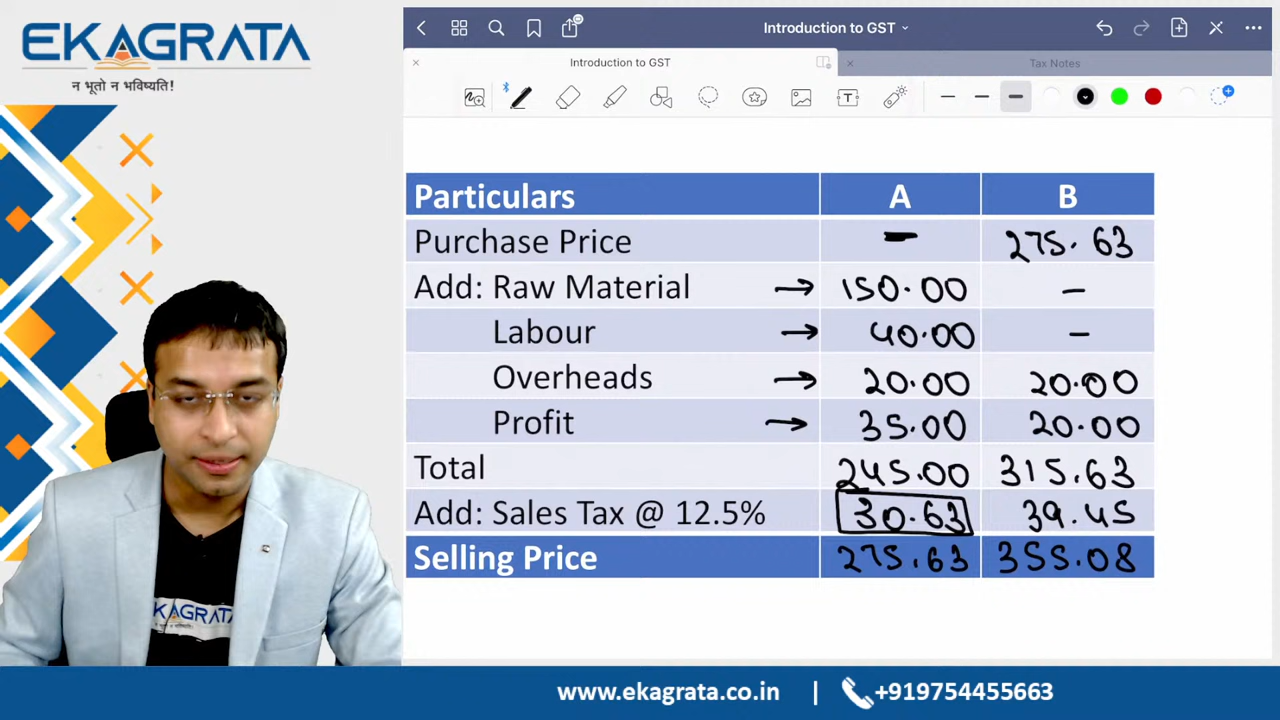 EKAGRATA
न भूतो न भविष्यति!
Introduction to GST
Introduction to GST
Tax Notes
T
Particulars A B
Purchase Price - 275.63
Add: Raw Material → 150.00 -
Labour → 40.00 -
Overheads → 20.00 20.00
Profit → 35.00 20.00
Total 245.00 315.63
Add: Sales Tax @ 12.5% 30.63 39.45
Selling Price 275.63 355.08
EKAGRATA
www.ekagrata.co.in | +919754455663